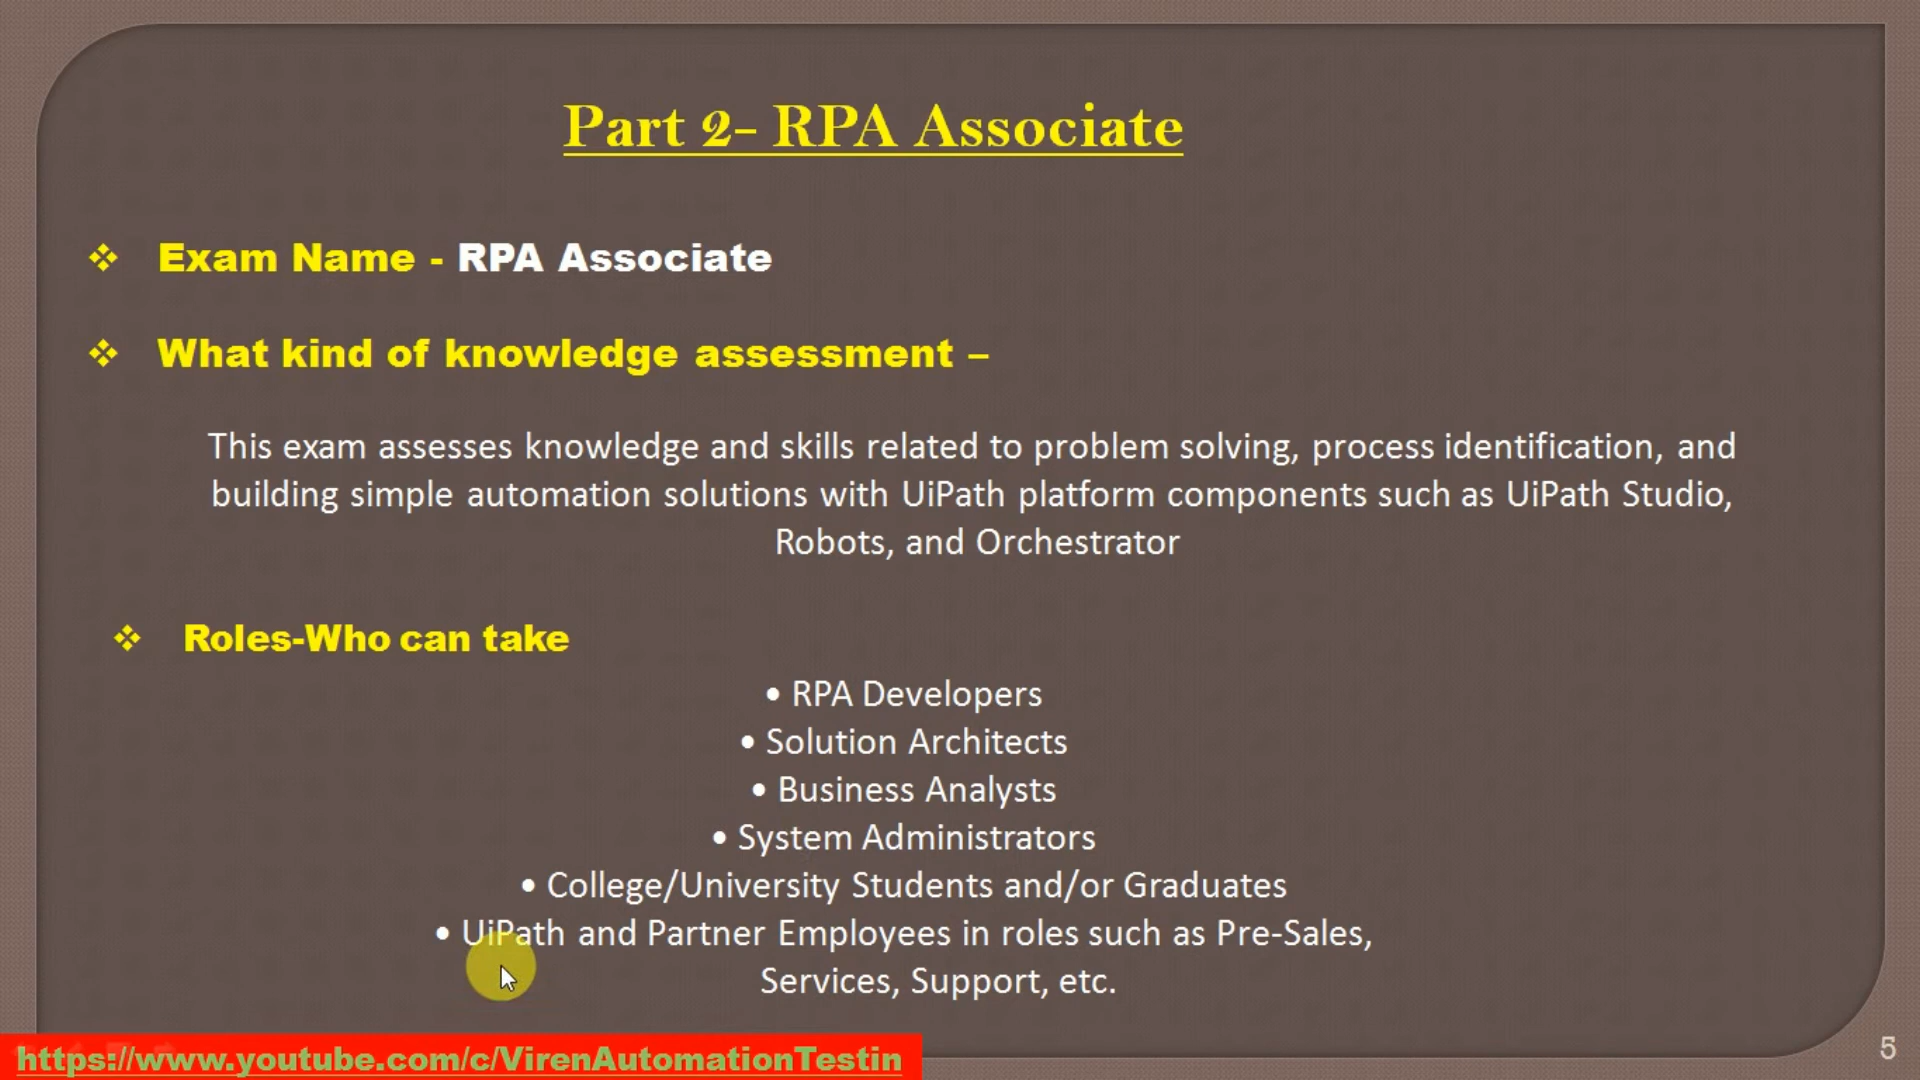 Part 2- RPA Associate
❖ Exam Name - RPA Associate
❖ What kind of knowledge assessment –
This exam assesses knowledge and skills related to problem solving, process identification, and
building simple automation solutions with UiPath platform components such as UiPath Studio,
Robots, and Orchestrator
❖ Roles-Who can take
• RPA Developers
• Solution Architects
• Business Analysts
• System Administrators
• College/University Students and/or Graduates
• UiPath and Partner Employees in roles such as Pre-Sales,
Services, Support, etc.
https://www.youtube.com/c/VirenAutomationTestin
5